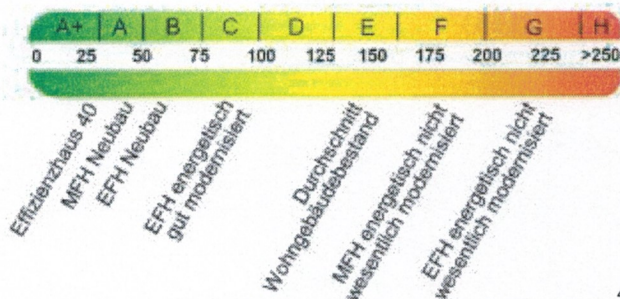 A+ A B C D E F G H
0 25 50 75 100 125 150 175 200 225 >250
Effizienzhaus 40
MFH Neubau
EFH Neubau
EFH energetisch
gut modernisiert
Durchschnitt
Wohngebäudebestand
MFH energetisch nicht
wesentlich modernisiert
EFH energetisch nicht
wesentlich modernisiert